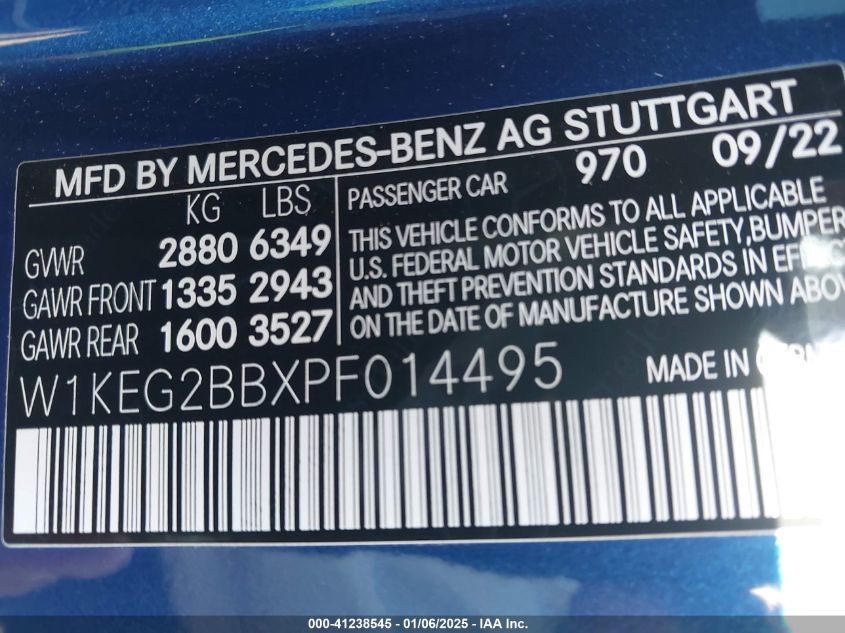 MFD BY MERCEDES-BENZ AG STUTTGART
KG LBS
GVWR 2880 6349
GAWR FRONT 1335 2943
GAWR REAR 1600 3527
PASSENGER CAR 970 09/22
THIS VEHICLE CONFORMS TO ALL APPLICABLE
U.S. FEDERAL MOTOR VEHICLE SAFETY,BUMPER
AND THEFT PREVENTION STANDARDS IN
ON THE DATE OF MANUFACTURE SHOWN
W1KEG2BBXPF014495
MADE IN
000-41238545 - 01/06/2025 - IAA Inc.